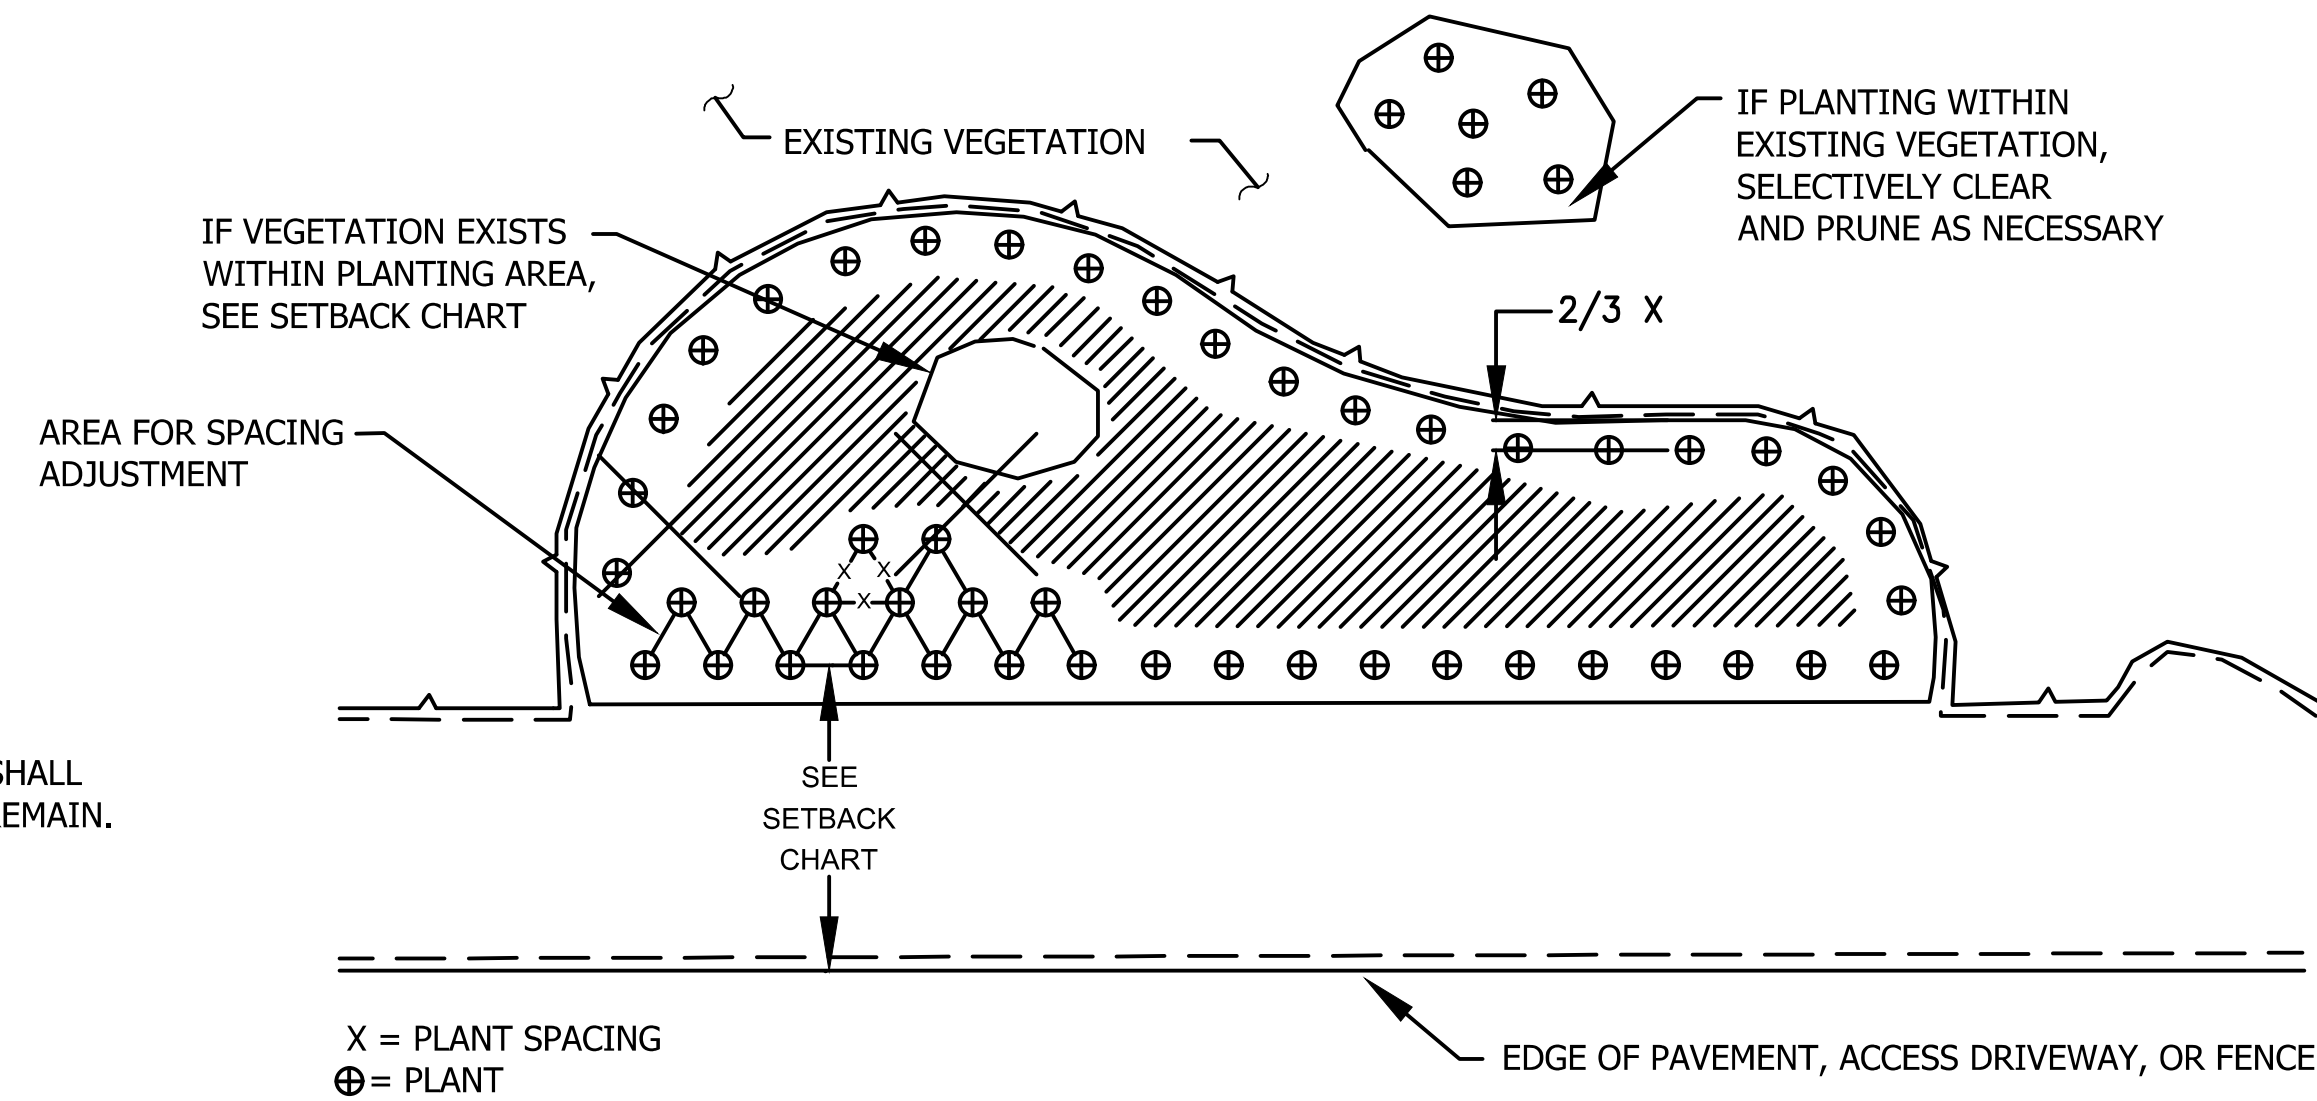 EXISTING VEGETATION
IF PLANTING WITHIN
EXISTING VEGETATION,
SELECTIVELY CLEAR
AND PRUNE AS NECESSARY
IF VEGETATION EXISTS
WITHIN PLANTING AREA,
SEE SETBACK CHART
2/3 X
AREA FOR SPACING
ADJUSTMENT
X
X
X
SHALL
REMAIN.
SEE
SETBACK
CHART
X = PLANT SPACING
= PLANT
EDGE OF PAVEMENT, ACCESS DRIVEWAY, OR FENCE